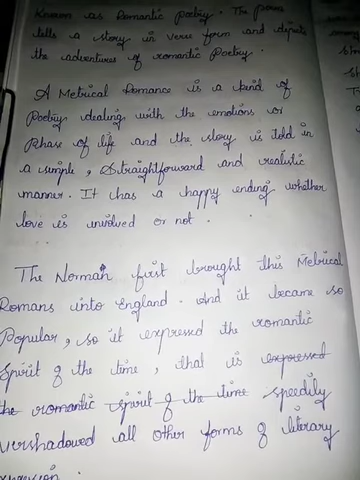 Known as Romantic Poetry. The poem
tells a story in verse form and depicts
the adventures of romantic Poetry.
A Metrical Romance is a kind of
Poetry dealing with the emotions or
Phase of life and the story is told in
a simple, straightforward and realistic
manner. It has a happy ending whether
love is involved or not.
The Norman first brought this Metrical
Romans into England. And it became so
Popular, so it expressed the romantic
Spirit of the time, that is expressed
the romantic spirit of the time speedily
overshadowed all other forms of literary
expression.